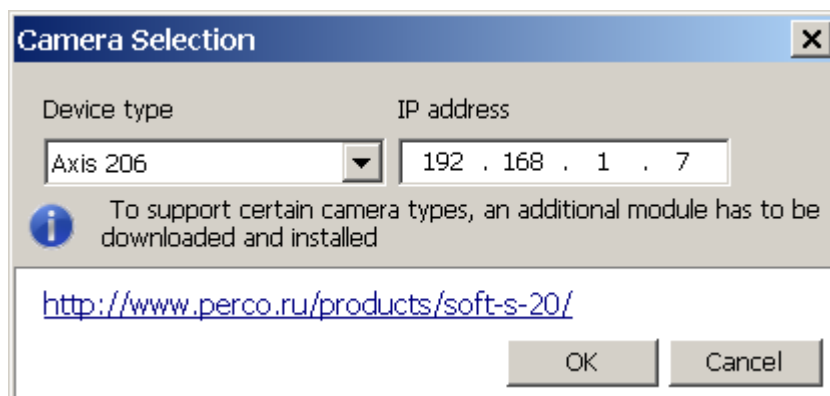 Camera Selection
Device type IP address
Axis 206 192 . 168 . 1 . 7
To support certain camera types, an additional module has to be
downloaded and installed
http://www.perco.ru/products/soft-s-20/
OK Cancel